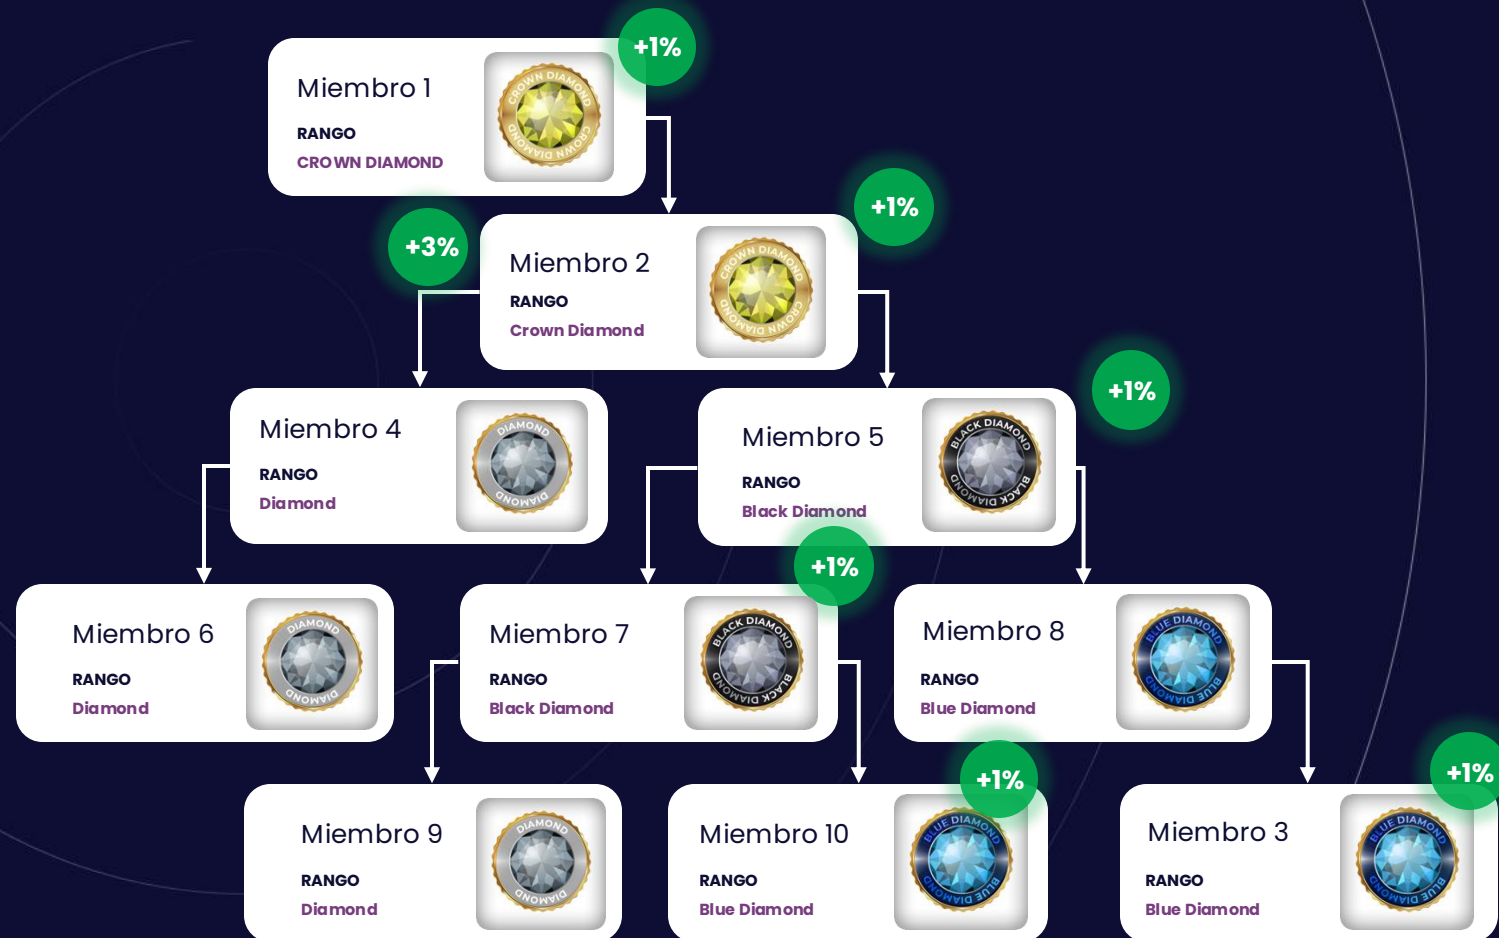 +1%
Miembro 1
RANGO
CROWN DIAMOND
CROWN DIAMOND
CROWN DIAMOND
+1%
+3%
Miembro 2
RANGO
Crown Diamond
CROWN DIAMOND
CROWN DIAMOND
+1%
Miembro 4
RANGO
Diamond
DIAMOND
DIAMOND
Miembro 5
RANGO
Black Diamond
BLACK DIAMOND
BLACK DIAMOND
+1%
Miembro 6
RANGO
Diamond
DIAMOND
DIAMOND
Miembro 7
RANGO
Black Diamond
BLACK DIAMOND
BLACK DIAMOND
Miembro 8
RANGO
Blue Diamond
BLUE DIAMOND
BLUE DIAMOND
+1%
+1%
Miembro 9
RANGO
Diamond
DIAMOND
DIAMOND
Miembro 10
RANGO
Blue Diamond
BLUE DIAMOND
BLUE DIAMOND
Miembro 3
RANGO
Blue Diamond
BLUE DIAMOND
BLUE DIAMOND